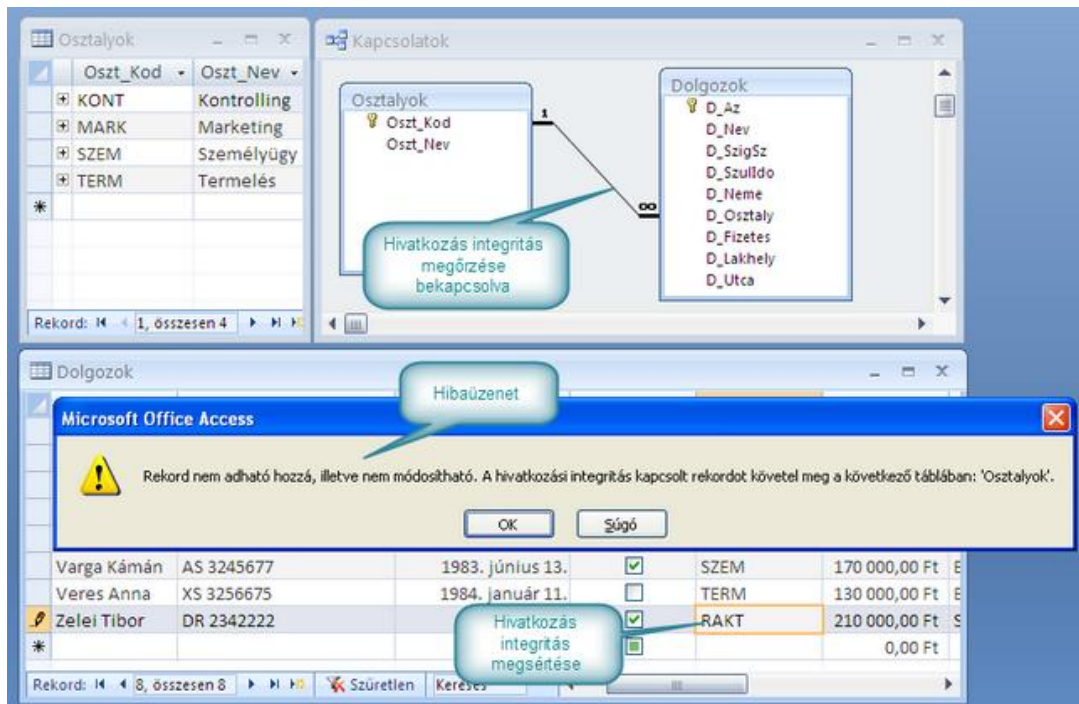 Osztalyok
Oszt_Kod Oszt_Nev
KONT Kontrolling
MARK Marketing
SZEM Személyügy
TERM Termelés
Rekord: 1, összesen 4
Kapcsolatok
Osztalyok
Oszt_Kod
Oszt_Nev
1
∞
Dolgozok
D_Az
D_Nev
D_SzigSz
D_SzulIdo
D_Neme
D_Osztaly
D_Fizetes
D_Lakhely
D_Utca
Hivatkozás integritás
megőrzése
bekapcsolva
Dolgozok
Hibaüzenet
Microsoft Office Access
Rekord nem adható hozzá, illetve nem módosítható. A hivatkozási integritás kapcsolt rekordot követel meg a következő táblában: 'Osztalyok'.
OK Súgó
Varga Kámán AS 3245677 1983. június 13. SZEM 170 000,00 Ft
Veres Anna XS 3256675 1984. január 11. TERM 130 000,00 Ft
Zelei Tibor DR 2342222 RAKT 210 000,00 Ft S
0,00 Ft
Hivatkozás
integritás
megsértése
Rekord: 8, összesen 8 Szűretlen Keresés